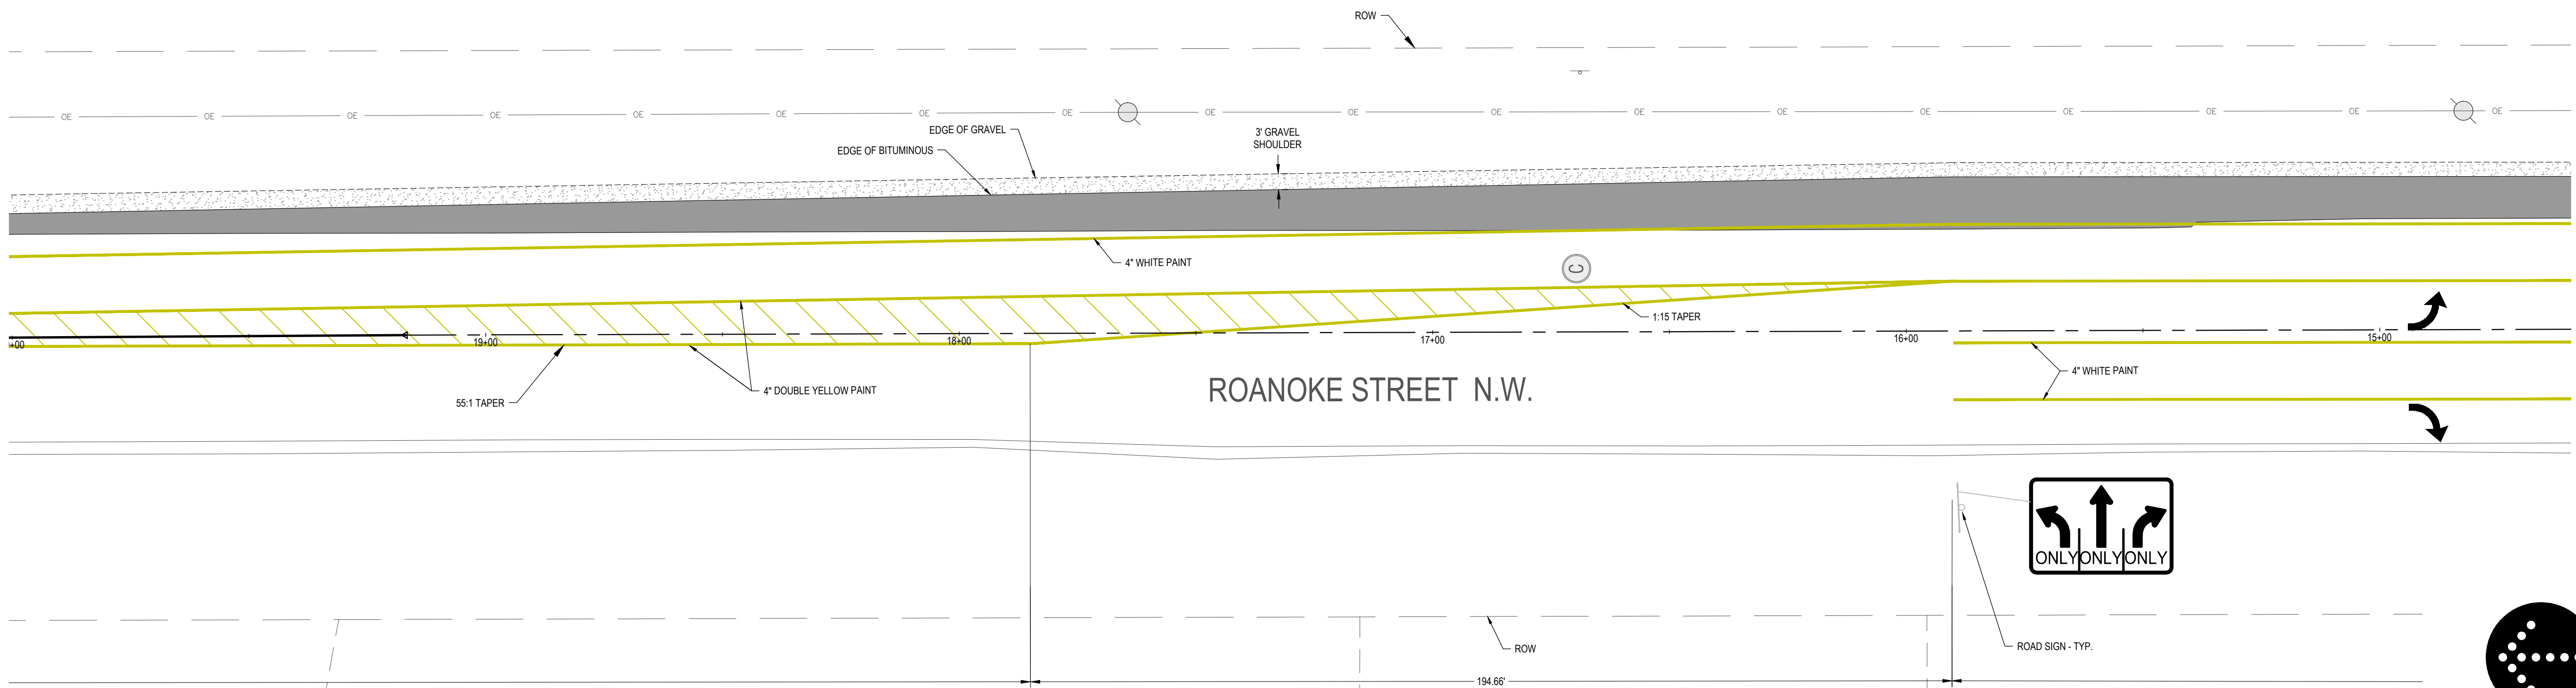 ROW
OE OE OE OE OE OE OE OE OE OE OE OE OE OE OE OE OE OE
EDGE OF GRAVEL
3' GRAVEL
SHOULDER
EDGE OF BITUMINOUS
4" WHITE PAINT
C
1:15 TAPER
+00 19+00 18+00 17+00 16+00 15+00
4" WHITE PAINT
4" DOUBLE YELLOW PAINT
55:1 TAPER
ROANOKE STREET N.W.
ONLY ONLY ONLY
ROW
ROAD SIGN - TYP.
194.66'